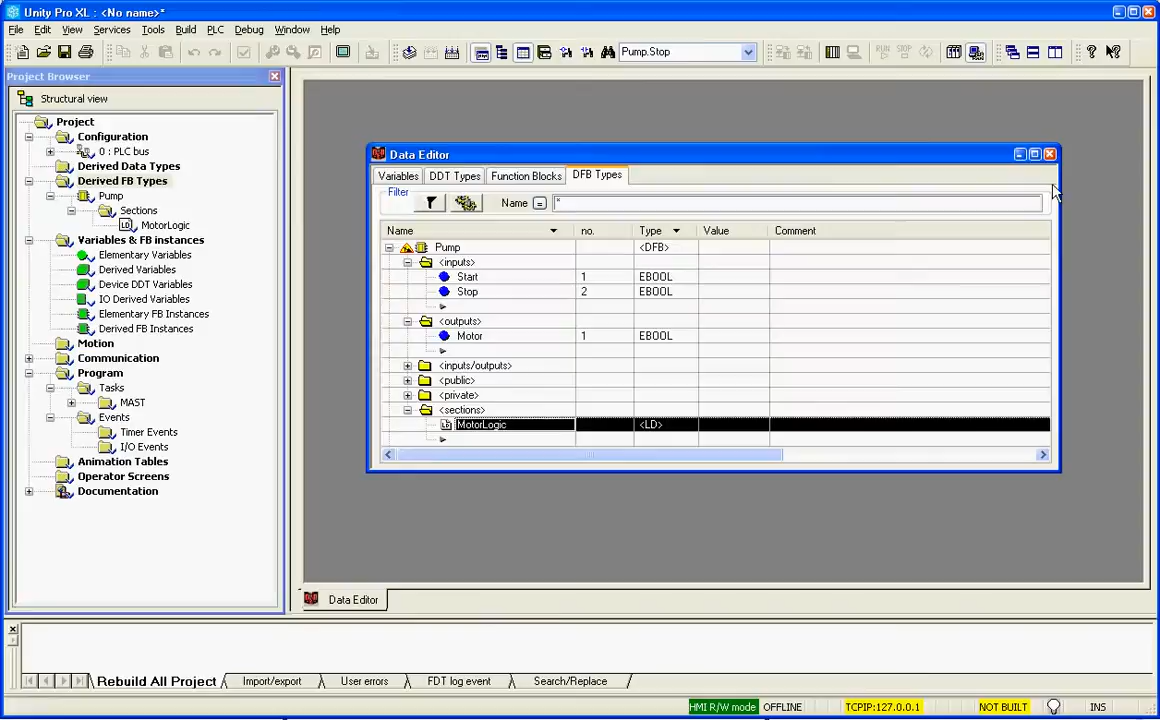 Unity Pro XL : <No name>*
File Edit View Services Tools Build PLC Debug Window Help
Pump.Stop
Project Browser
Structural view
Project
Configuration
0 : PLC bus
Derived Data Types
Derived FB Types
Pump
Sections
MotorLogic
Variables & FB instances
Elementary Variables
Derived Variables
Device DDT Variables
IO Derived Variables
Elementary FB Instances
Derived FB Instances
Motion
Communication
Program
Tasks
MAST
Events
Timer Events
I/O Events
Animation Tables
Operator Screens
Documentation
Data Editor
Variables DDT Types Function Blocks DFB Types
Filter
Name = *
Name no. Type Value Comment
Pump <DFB>
<inputs>
Start 1 EBOOL
Stop 2 EBOOL
<outputs>
Motor 1 EBOOL
<inputs/outputs>
<public>
<private>
<sections>
MotorLogic <LD>
Data Editor
Rebuild All Project Import/export User errors FDT log event Search/Replace
HMI R/W mode OFFLINE TCPIP:127.0.0.1 NOT BUILT INS